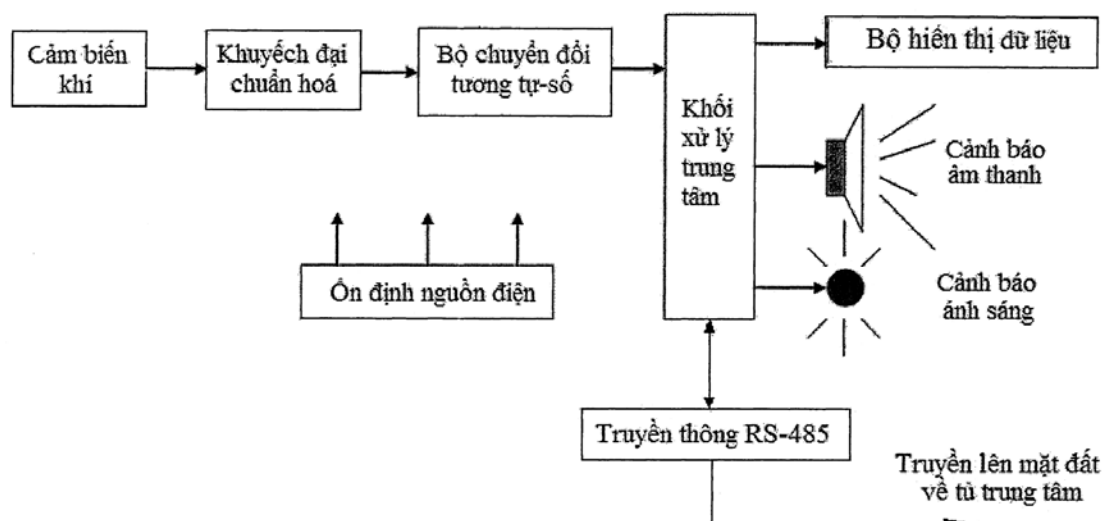 Cảm biến
khí
Khuyếch đại
chuẩn hoá
Bộ chuyển đổi
tương tự-số
Khối
xử lý
trung
tâm
Bộ hiến thị dữ liệu
Cảnh báo
âm thanh
Cảnh báo
ánh sáng
Ổn định nguồn điện
Truyền thông RS-485
Truyền lên mặt đất
về tủ trung tâm